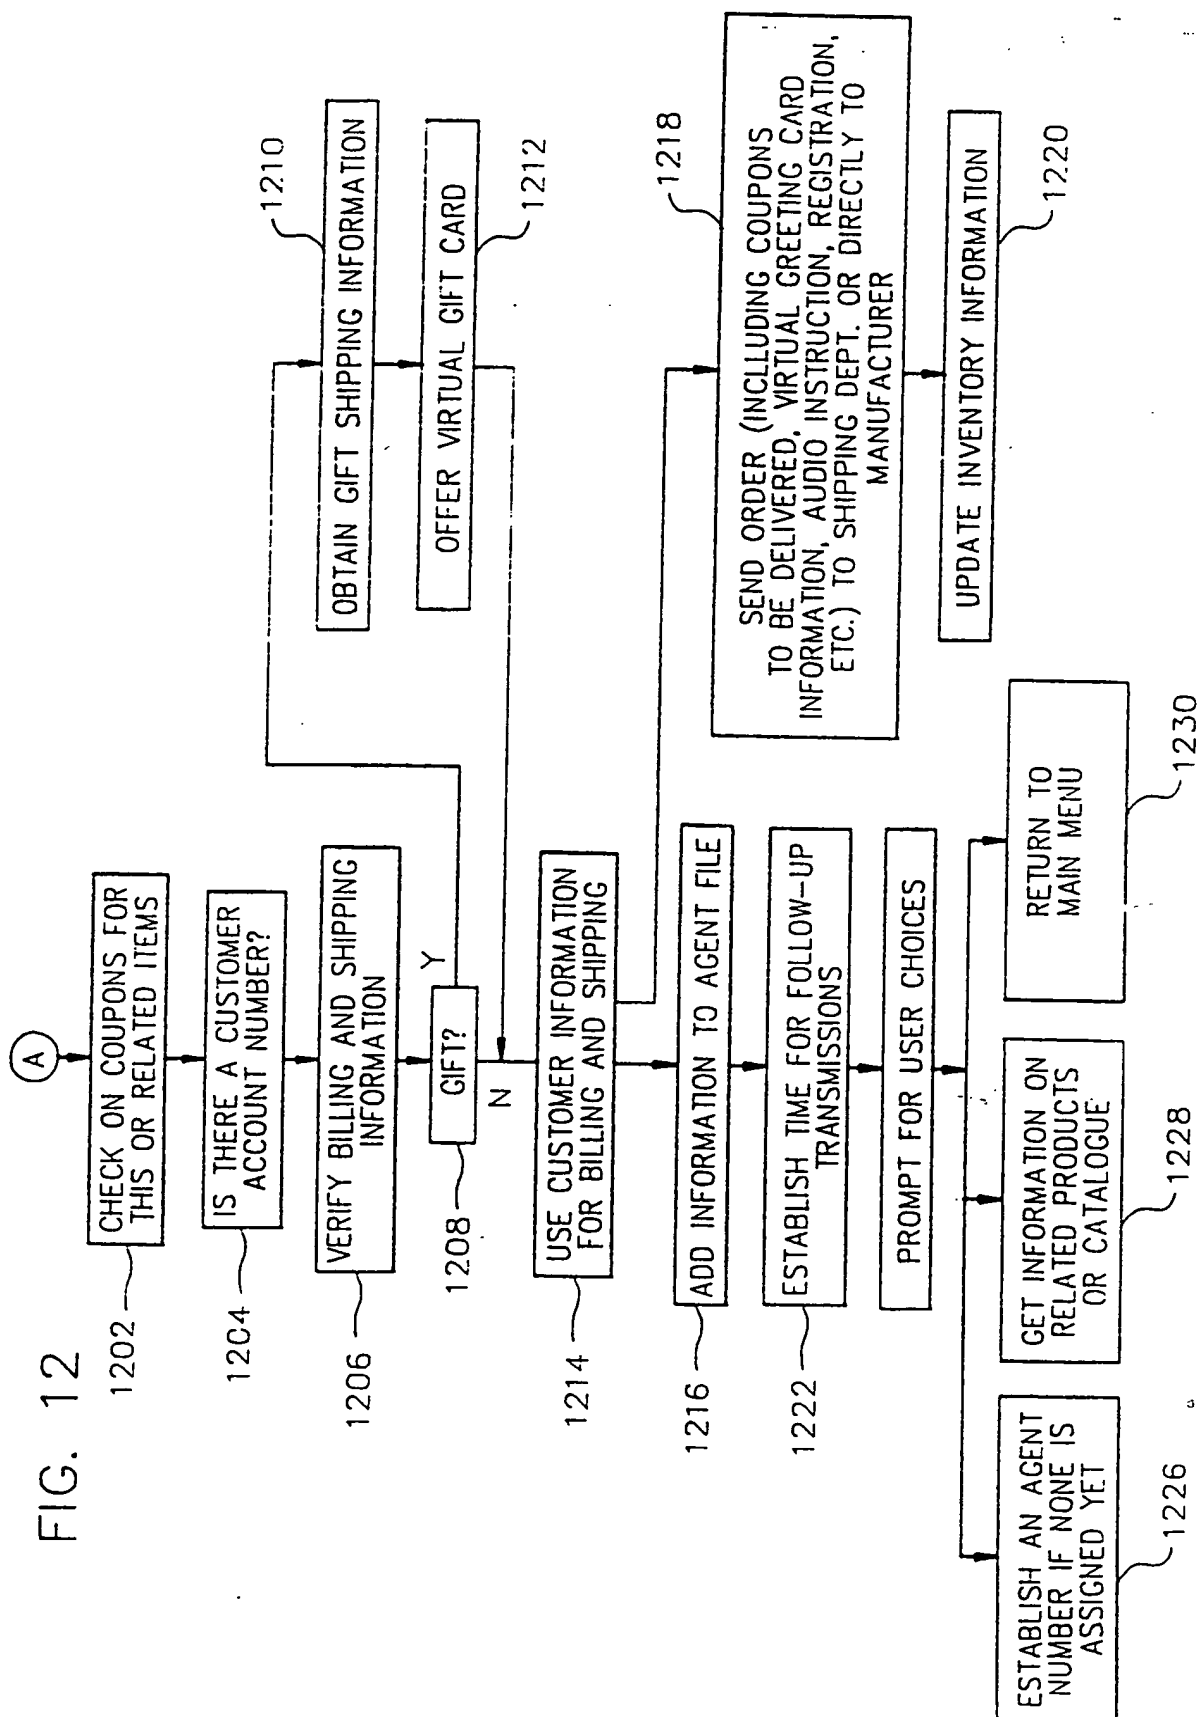 FIG. 12
A
CHECK ON COUPONS FOR
THIS OR RELATED ITEMS
1202
IS THERE A CUSTOMER
ACCOUNT NUMBER?
1204
VERIFY BILLING AND SHIPPING
INFORMATION
1206
GIFT?
Y
N
1208
OBTAIN GIFT SHIPPING INFORMATION
1210
OFFER VIRTUAL GIFT CARD
1212
USE CUSTOMER INFORMATION
FOR BILLING AND SHIPPING
1214
ADD INFORMATION TO AGENT FILE
1216
SEND ORDER (INCLLUDING COUPONS
TO BE DELIVERED, VIRTUAL GREETING CARD
INFORMATION, AUDIO INSTRUCTION, REGISTRATION,
ETC.) TO SHIPPING DEPT. OR DIRECTLY TO
MANUFACTURER
1218
UPDATE INVENTORY INFORMATION
1220
ESTABLISH TIME FOR FOLLOW-UP
TRANSMISSIONS
1222
PROMPT FOR USER CHOICES
ESTABLISH AN AGENT
NUMBER IF NONE IS
ASSIGNED YET
1226
GET INFORMATION ON
RELATED PRODUCTS
OR CATALOGUE
1228
RETURN TO
MAIN MENU
1230